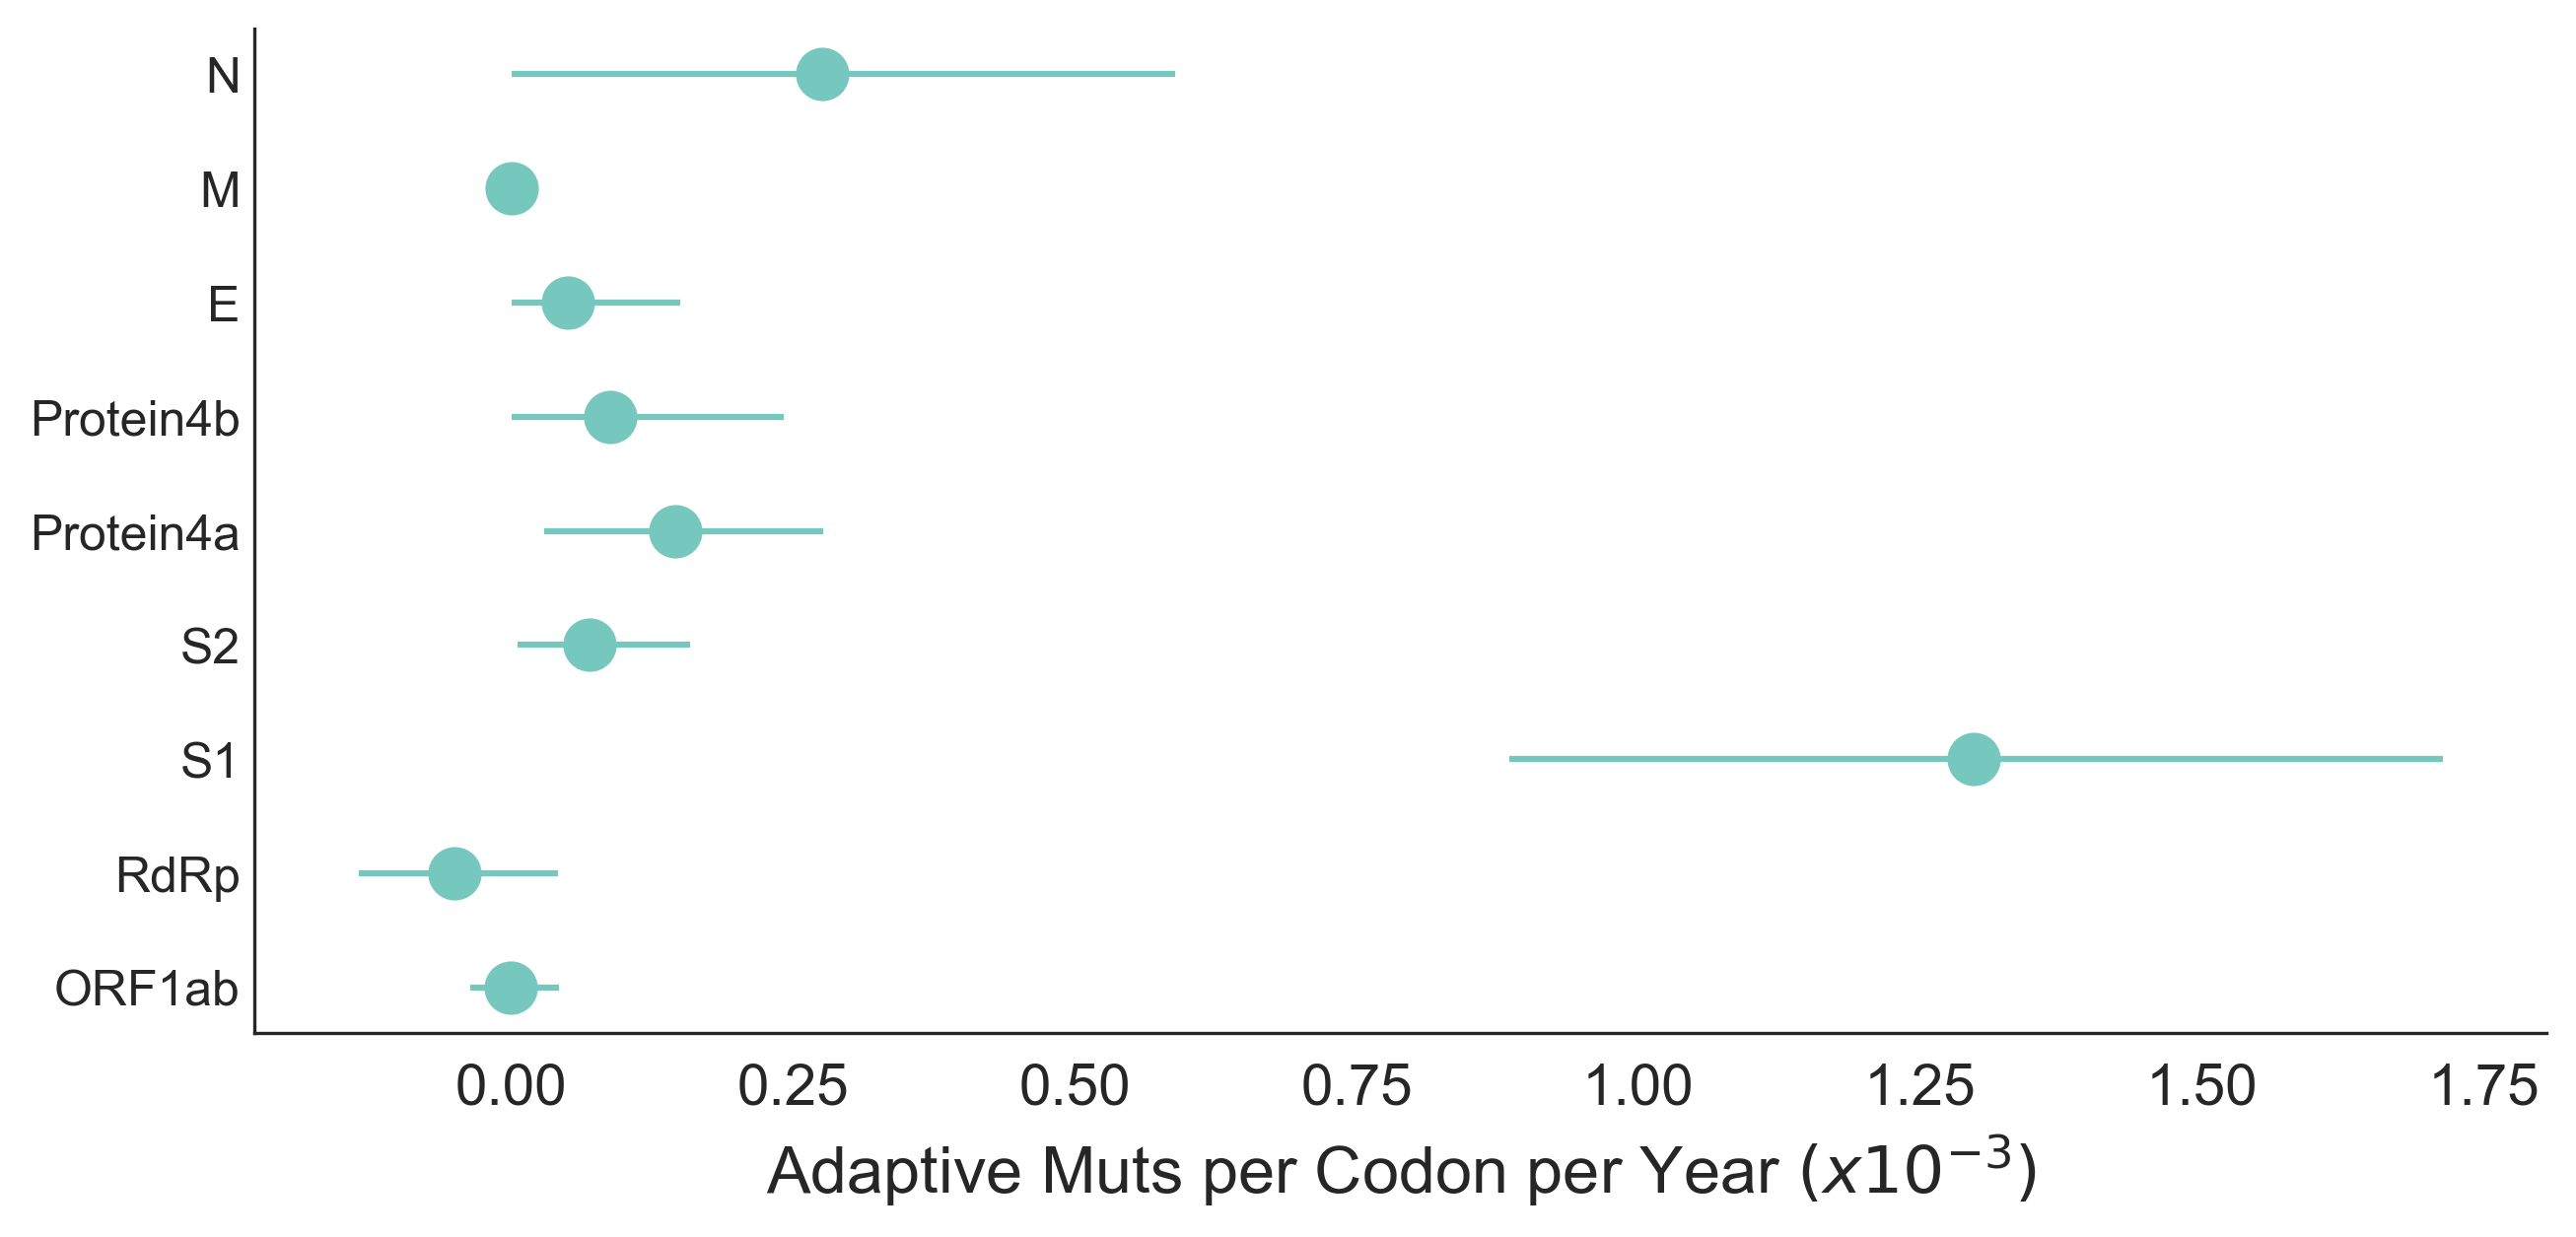 N
M
E
Protein4b
Protein4a
S2
S1
RdRp
ORF1ab
0.00 0.25 0.50 0.75 1.00 1.25 1.50 1.75
Adaptive Muts per Codon per Year (x10⁻³)